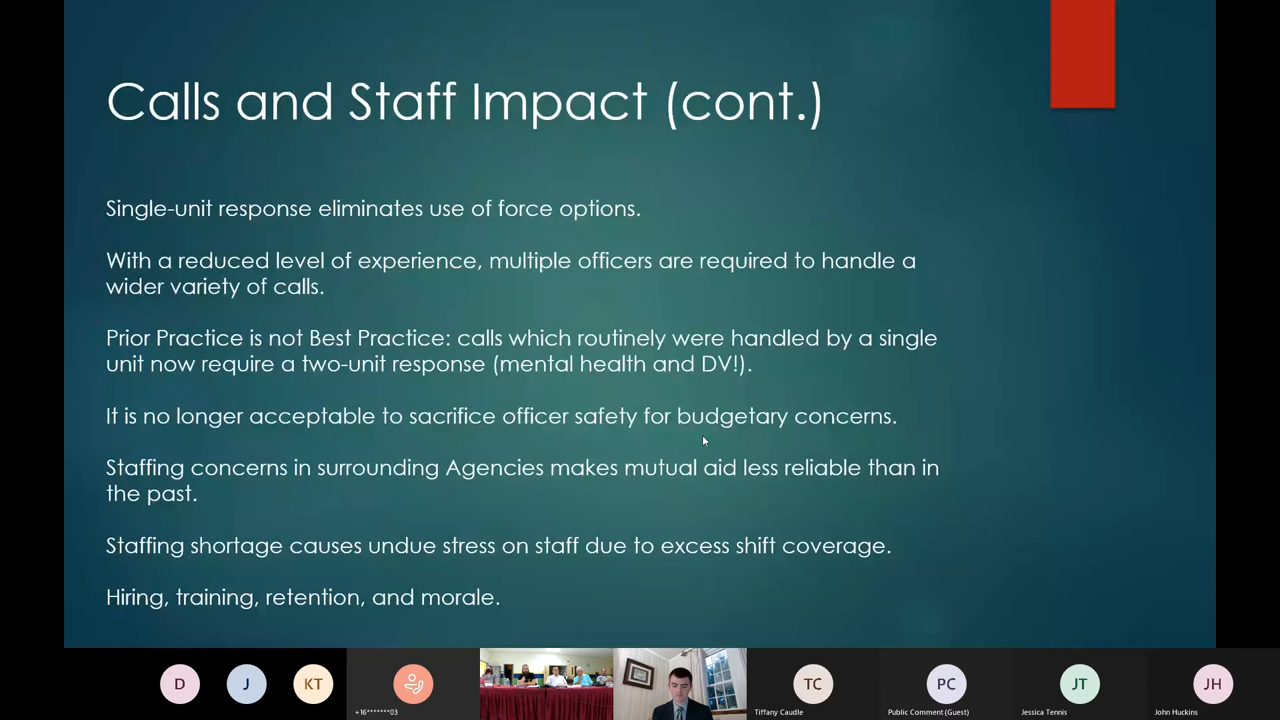 Calls and Staff Impact (cont.)
Single-unit response eliminates use of force options.
With a reduced level of experience, multiple officers are required to handle a
wider variety of calls.
Prior Practice is not Best Practice: calls which routinely were handled by a single
unit now require a two-unit response (mental health and DV!).
It is no longer acceptable to sacrifice officer safety for budgetary concerns.
Staffing concerns in surrounding Agencies makes mutual aid less reliable than in
the past.
Staffing shortage causes undue stress on staff due to excess shift coverage.
Hiring, training, retention, and morale.
D
J
KT
+16*******03
TC
Tiffany Caudle
PC
Public Comment (Guest)
JT
Jessica Tennis
JH
John Huckins